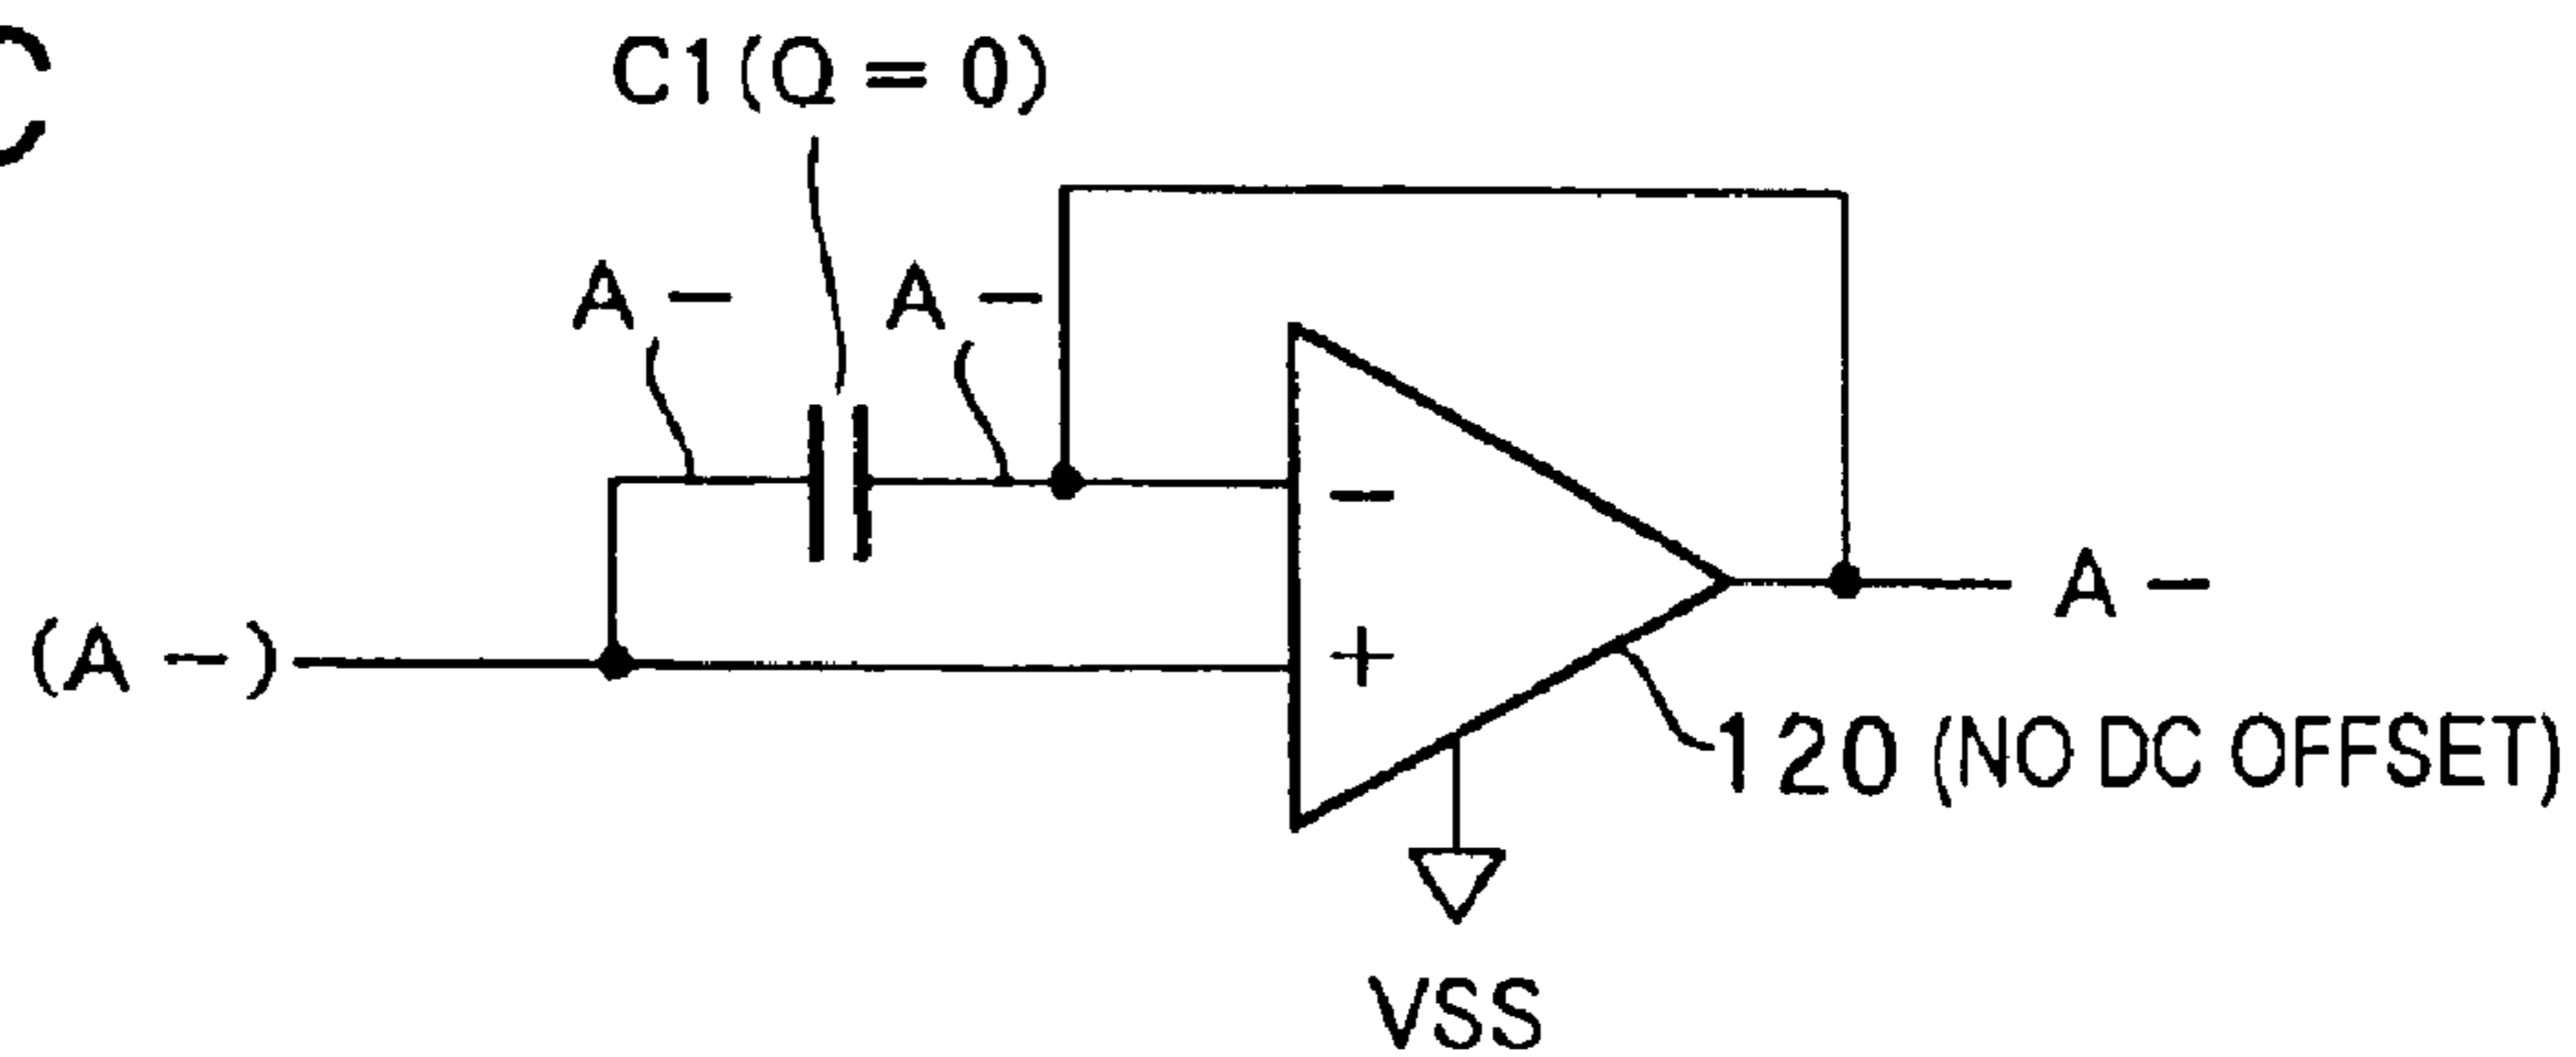 C
C1(Q = 0)
A − A −
−
A −
(A −)
+
120 (NO DC OFFSET)
VSS